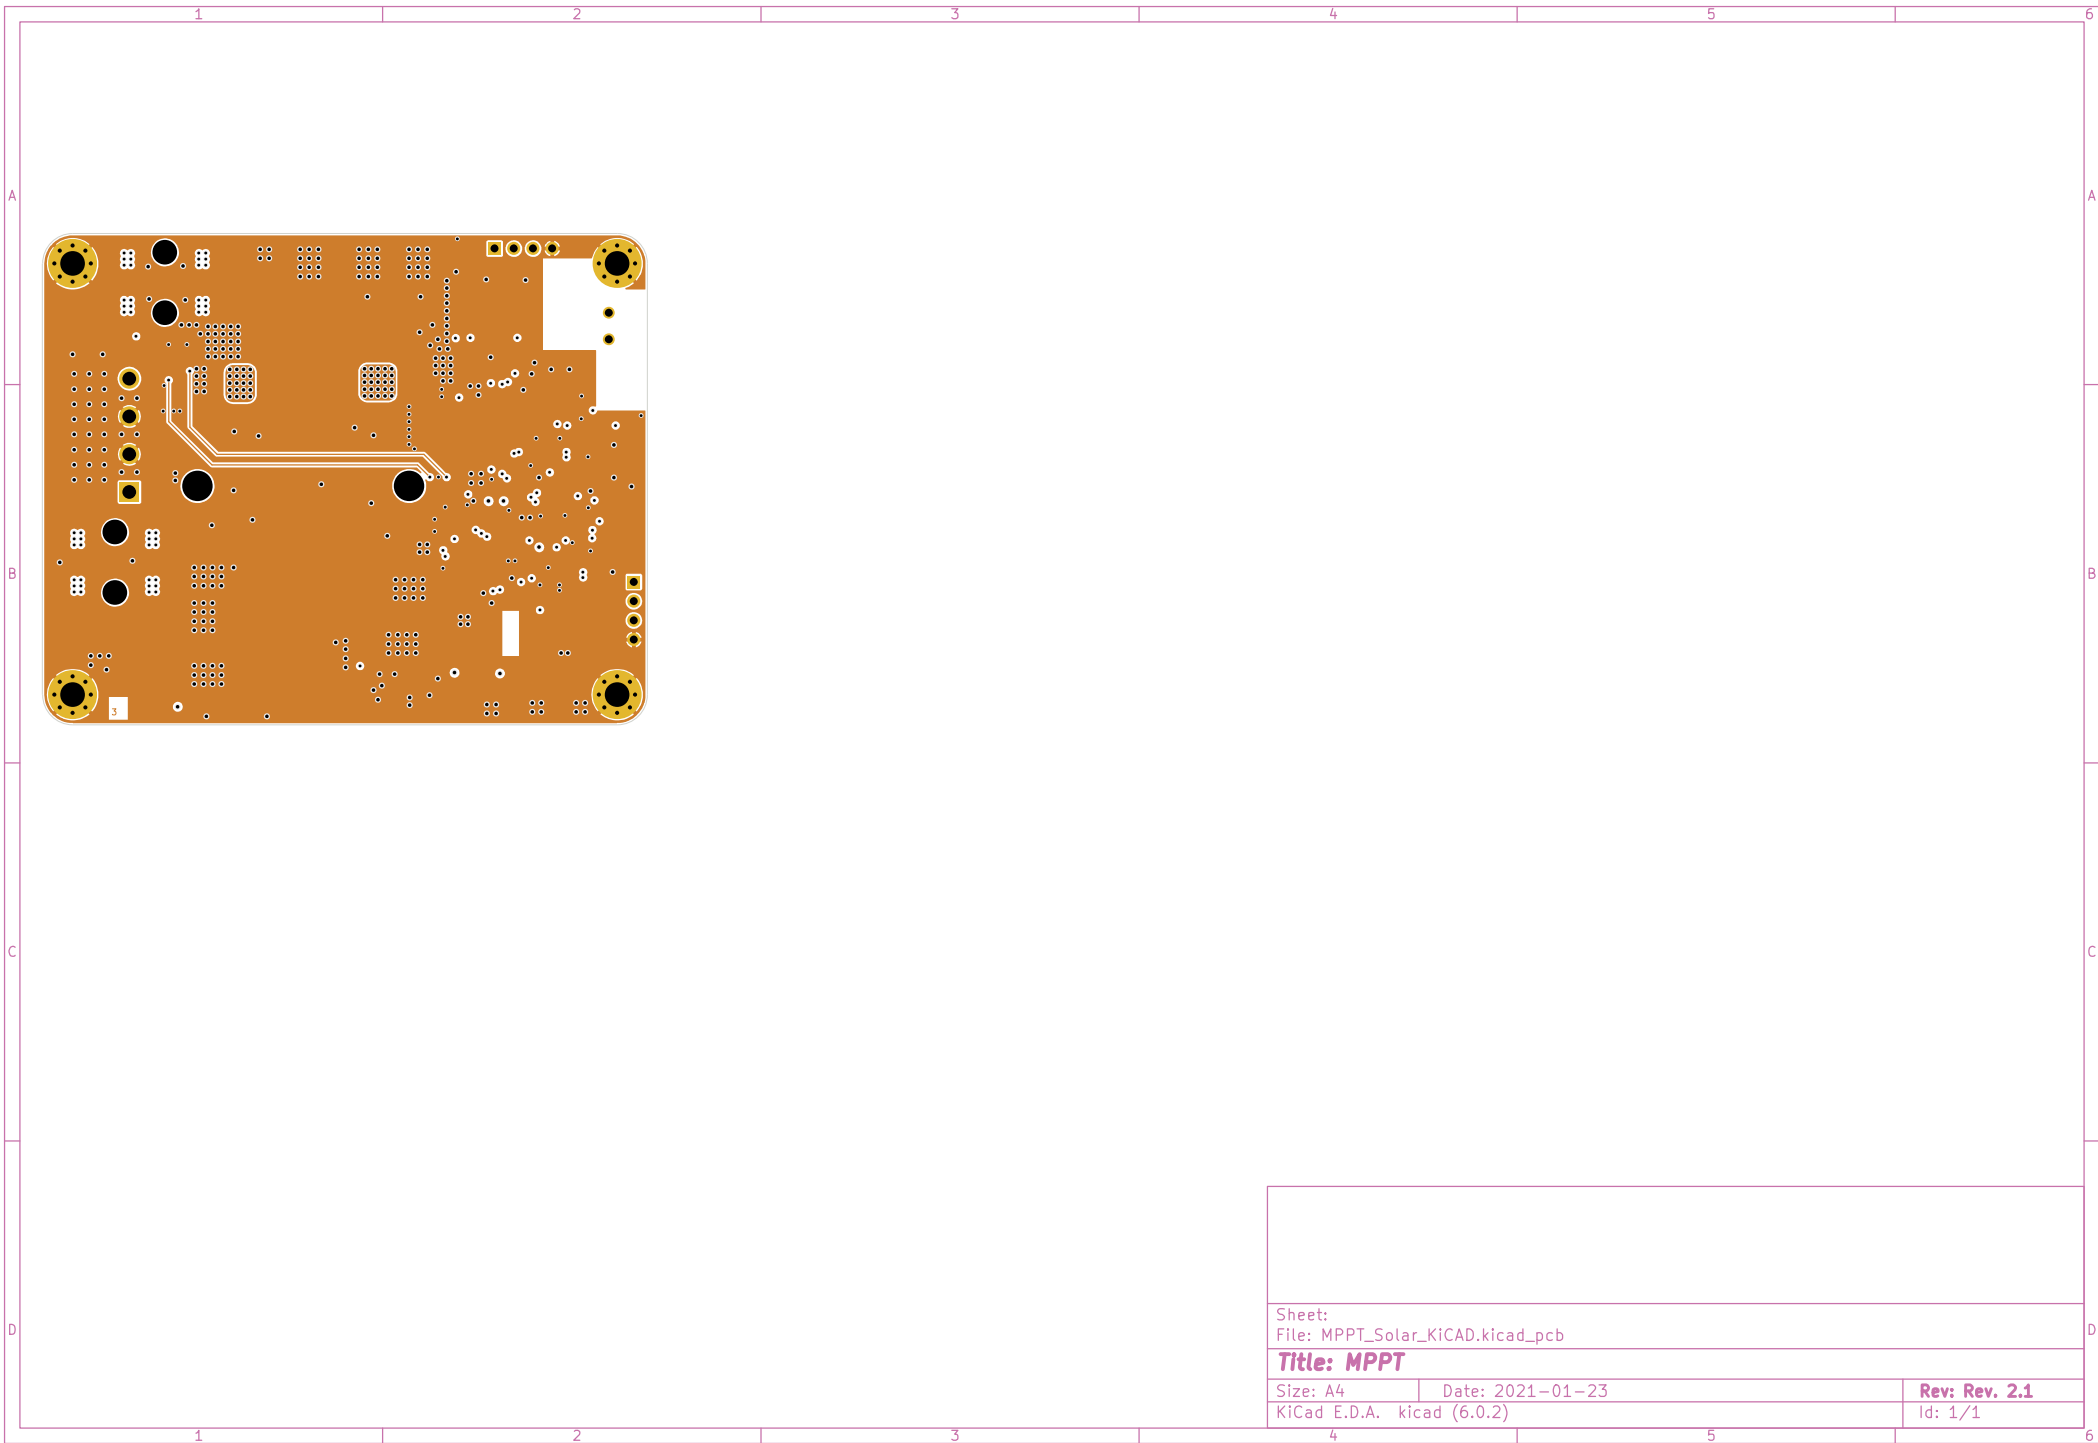 1 2 3 4 5 6
A A
3
B B
C C
D D
Sheet:
File: MPPT_Solar_KiCAD.kicad_pcb
Title: MPPT
Size: A4 Date: 2021-01-23 Rev: Rev. 2.1
KiCad E.D.A. kicad (6.0.2) Id: 1/1
1 2 3 4 5 6